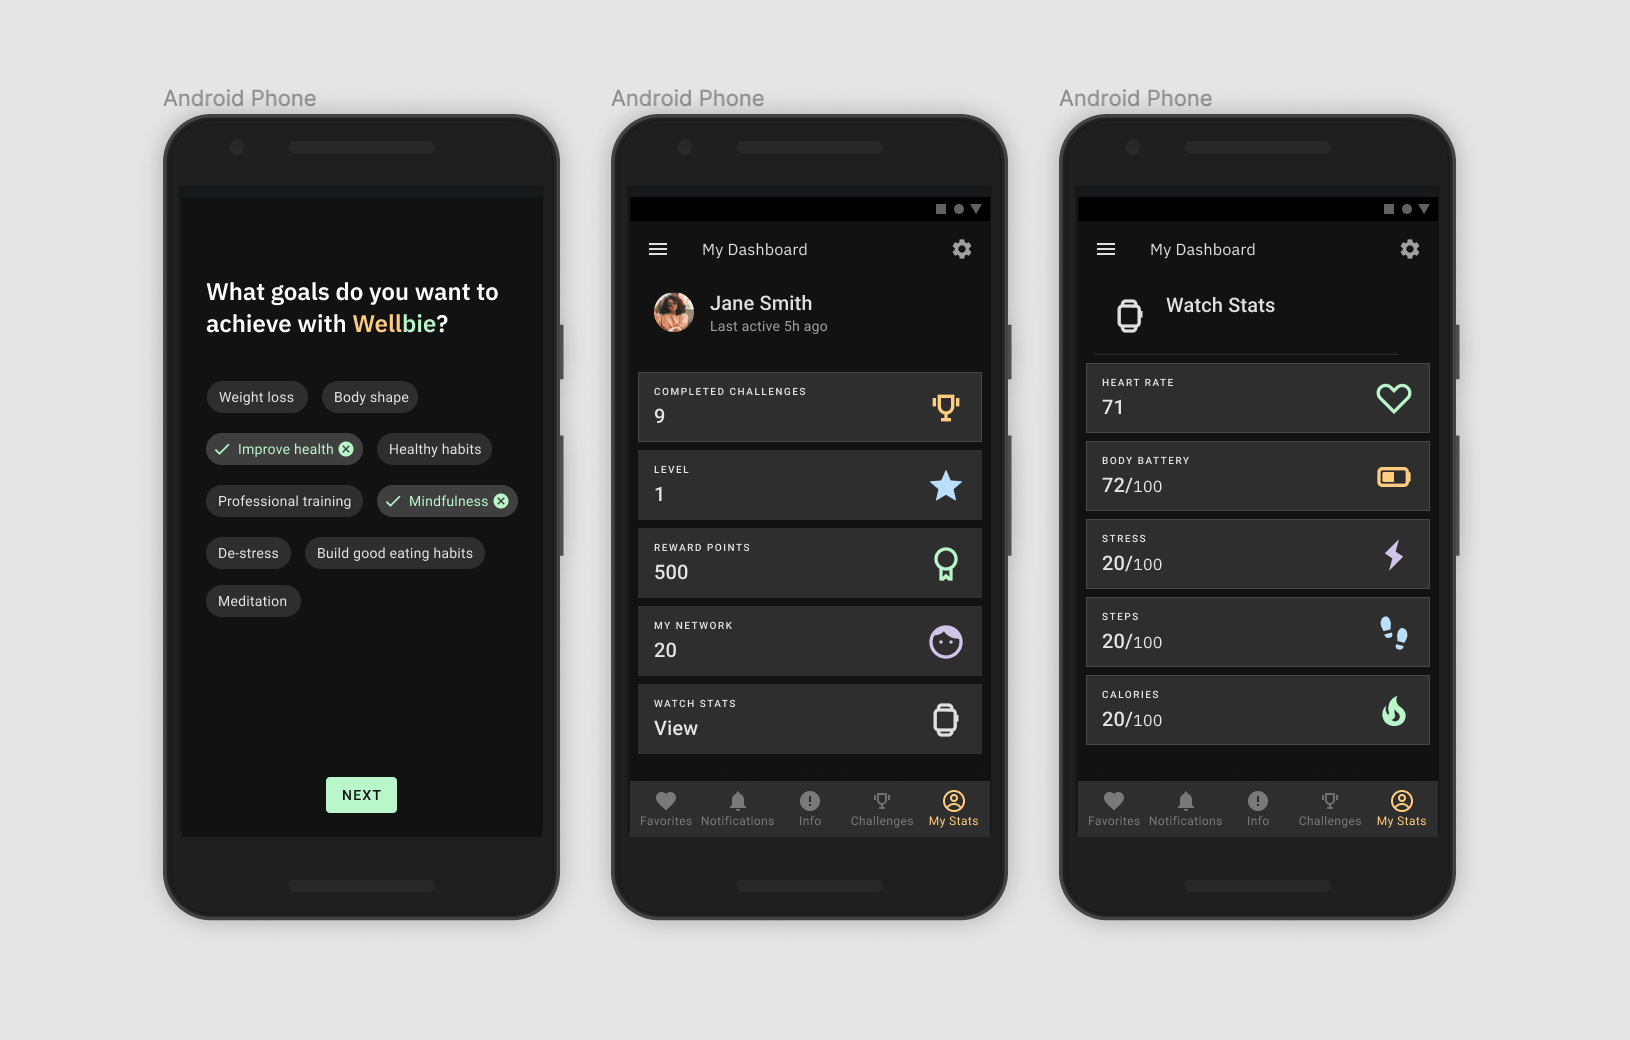 Android Phone
What goals do you want to
achieve with Wellbie?
Weight loss
Body shape
Improve health
Healthy habits
Professional training
Mindfulness
De-stress
Build good eating habits
Meditation
NEXT
Android Phone
My Dashboard
Jane Smith
Last active 5h ago
COMPLETED CHALLENGES
9
LEVEL
1
REWARD POINTS
500
MY NETWORK
20
WATCH STATS
View
Favorites
Notifications
Info
Challenges
My Stats
Android Phone
My Dashboard
Watch Stats
HEART RATE
71
BODY BATTERY
72/100
STRESS
20/100
STEPS
20/100
CALORIES
20/100
Favorites
Notifications
Info
Challenges
My Stats